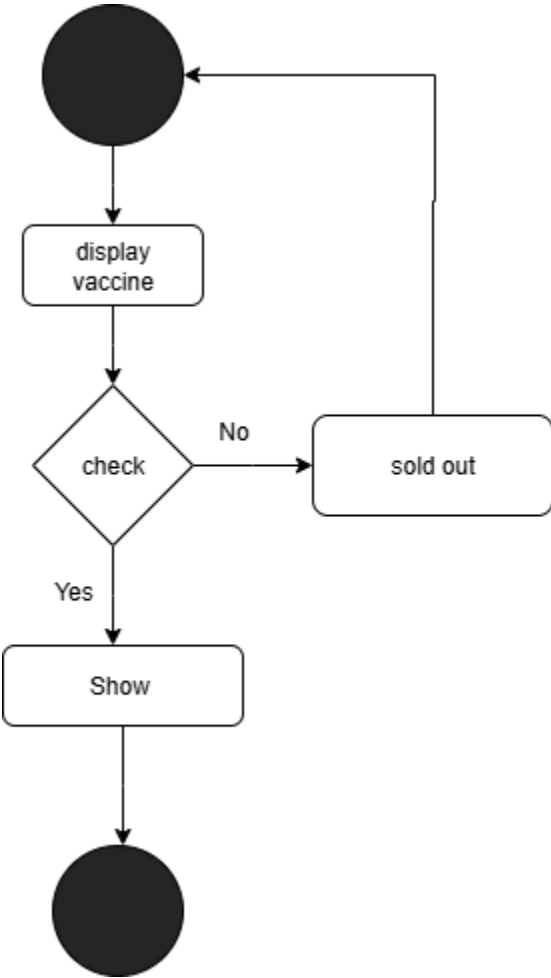 display
vaccine
check
No
sold out
Yes
Show